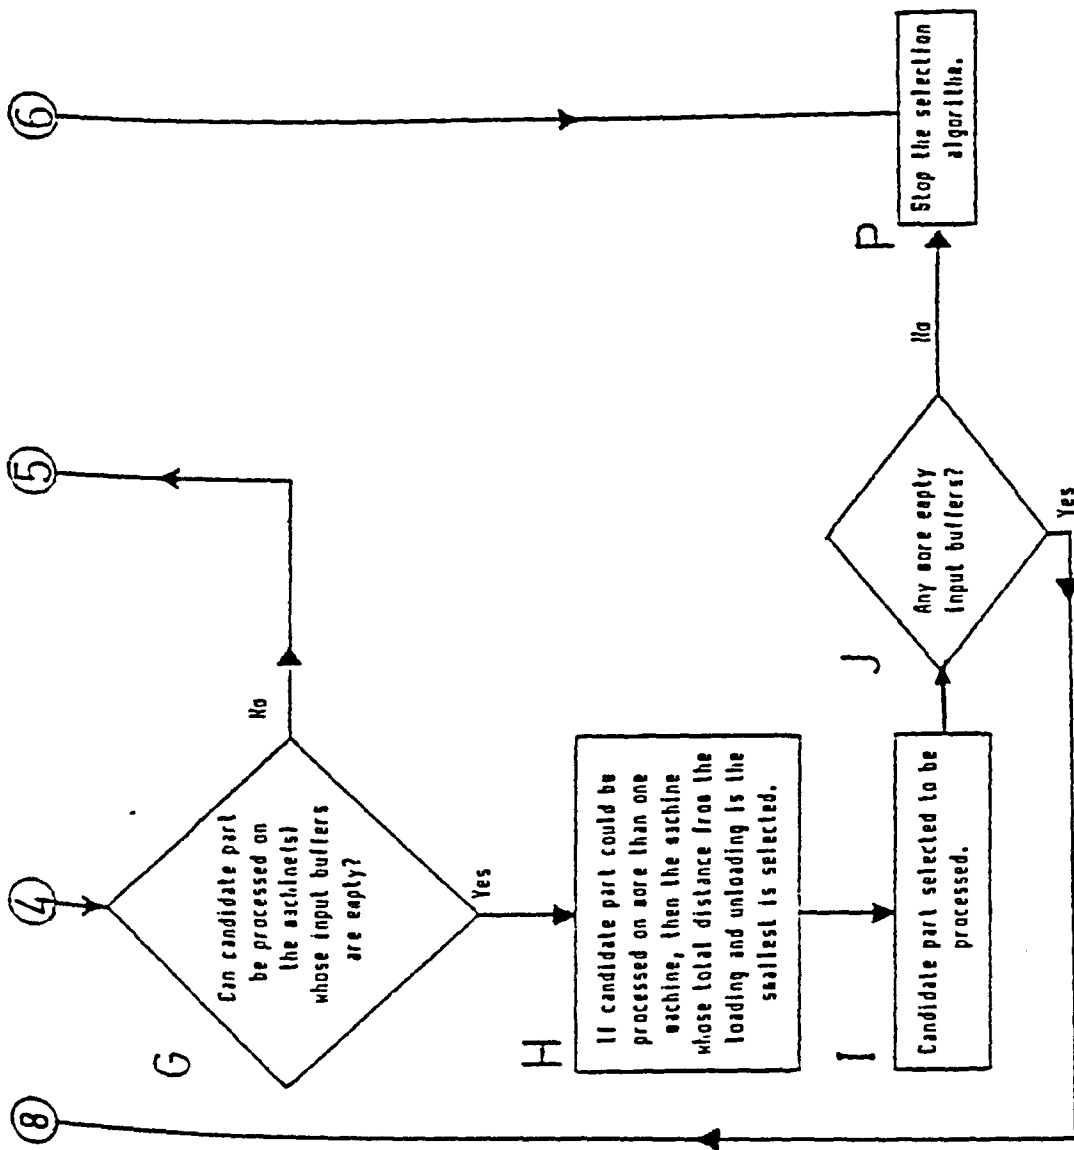 8
4
5
6
G
Can candidate part
be processed on
the machine(s)
whose input buffers
are empty?
No
Yes
H
If candidate part could be
processed on more than one
machine, then the machine
whose total distance from the
loading and unloading is the
smallest is selected.
I
Candidate part selected to be
processed.
J
Any more empty
input buffers?
No
Yes
P
Stop the selection
algorithm.